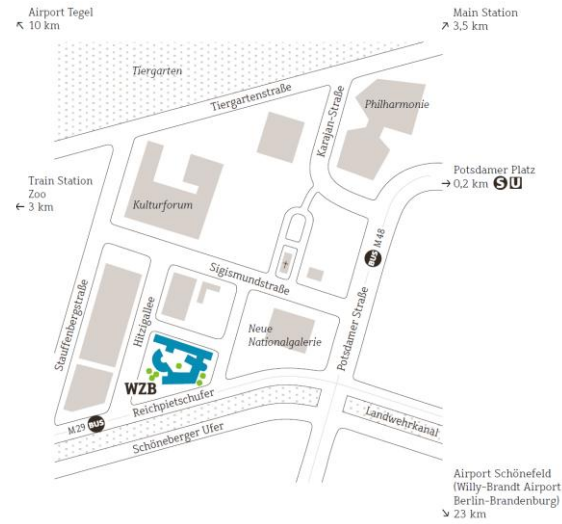 Airport Tegel
↖ 10 km
Main Station
↗ 3,5 km
Tiergarten
Tiergartenstraße
Karajan-Straße
Philharmonie
Train Station
Zoo
← 3 km
Potsdamer Platz
→ 0,2 km S U
Kulturforum
BUS M48
Sigismundstraße
Stauffenbergstraße
Hitzigallee
Neue
Nationalgalerie
Potsdamer Straße
WZB
Reichpietschufer
M29 BUS
Landwehrkanal
Schöneberger Ufer
Airport Schönefeld
(Willy-Brandt Airport
Berlin-Brandenburg)
↘ 23 km